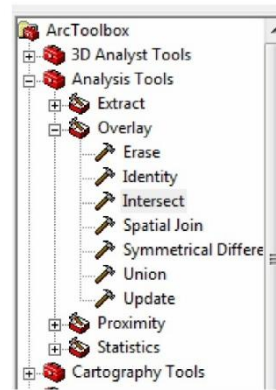 ArcToolbox
3D Analyst Tools
Analysis Tools
Extract
Overlay
Erase
Identity
Intersect
Spatial Join
Symmetrical Differe
Union
Update
Proximity
Statistics
Cartography Tools